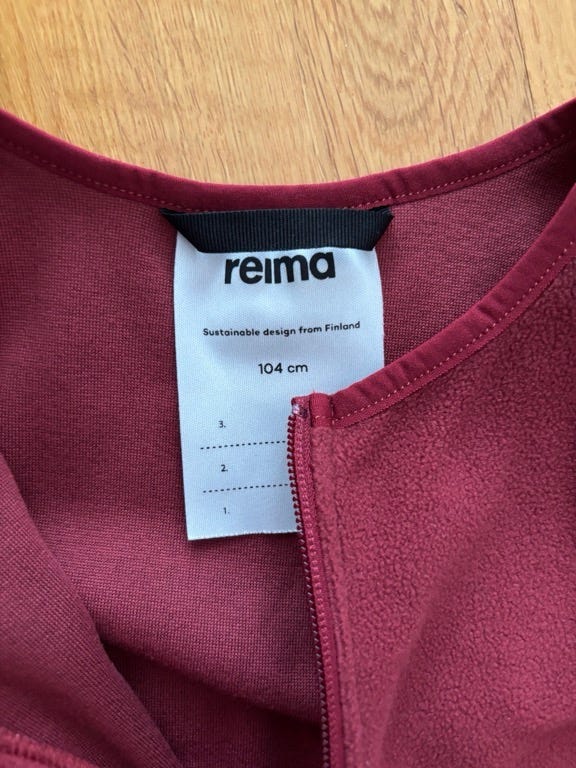 reima
Sustainable design from Finland
104 cm
3.
2.
1.